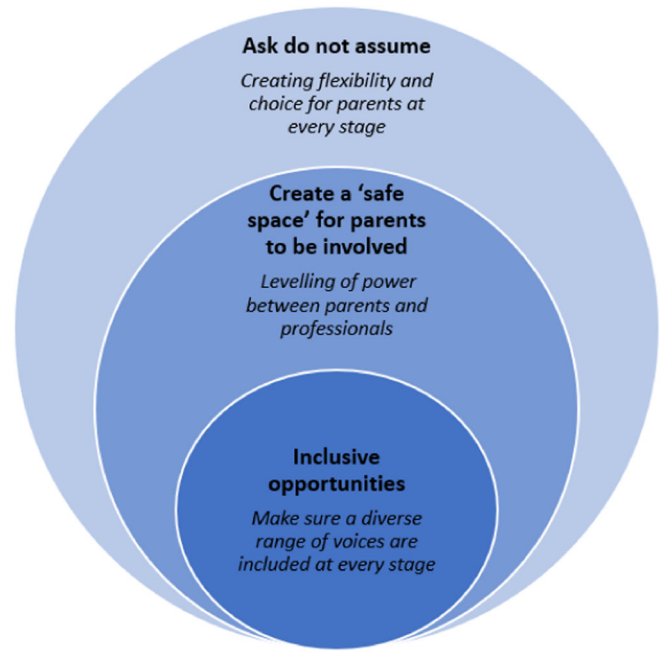 Ask do not assume
Creating flexibility and
choice for parents at
every stage
Create a ‘safe
space’ for parents
to be involved
Levelling of power
between parents and
professionals
Inclusive
opportunities
Make sure a diverse
range of voices are
included at every stage